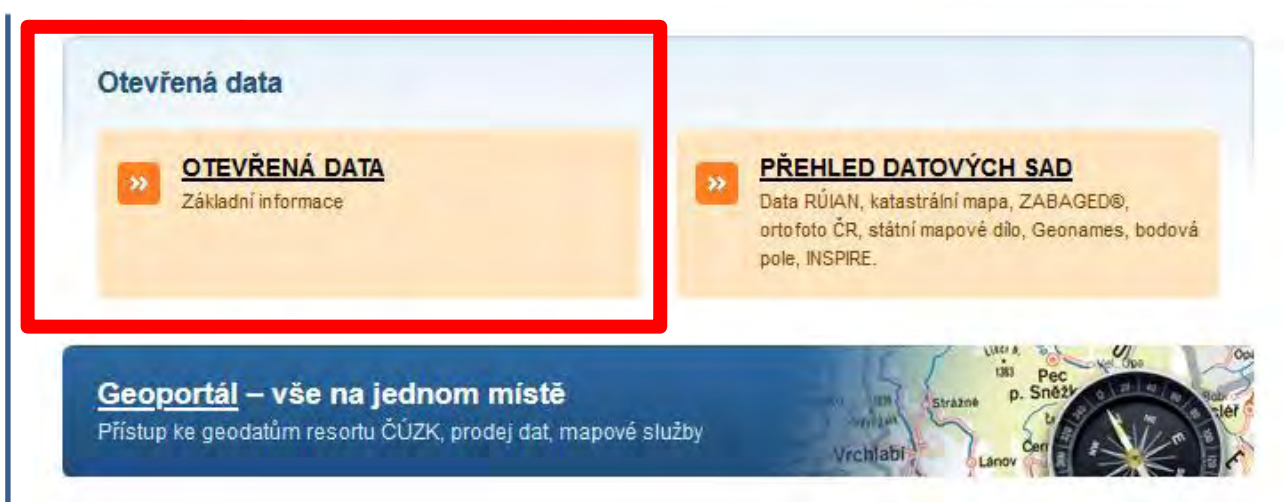 Otevřená data
OTEVŘENÁ DATA
Základní informace
PŘEHLED DATOVÝCH SAD
Data RÚIAN, katastrální mapa, ZABAGED®,
ortofoto ČR, státní mapové dílo, Geonames, bodová
pole, INSPIRE.
Geoportál – vše na jednom místě
Přístup ke geodatům resortu ČÚZK, prodej dat, mapové služby
1383
Pec
p. Sněžk
Strážné
Vrchlabí
Lánov